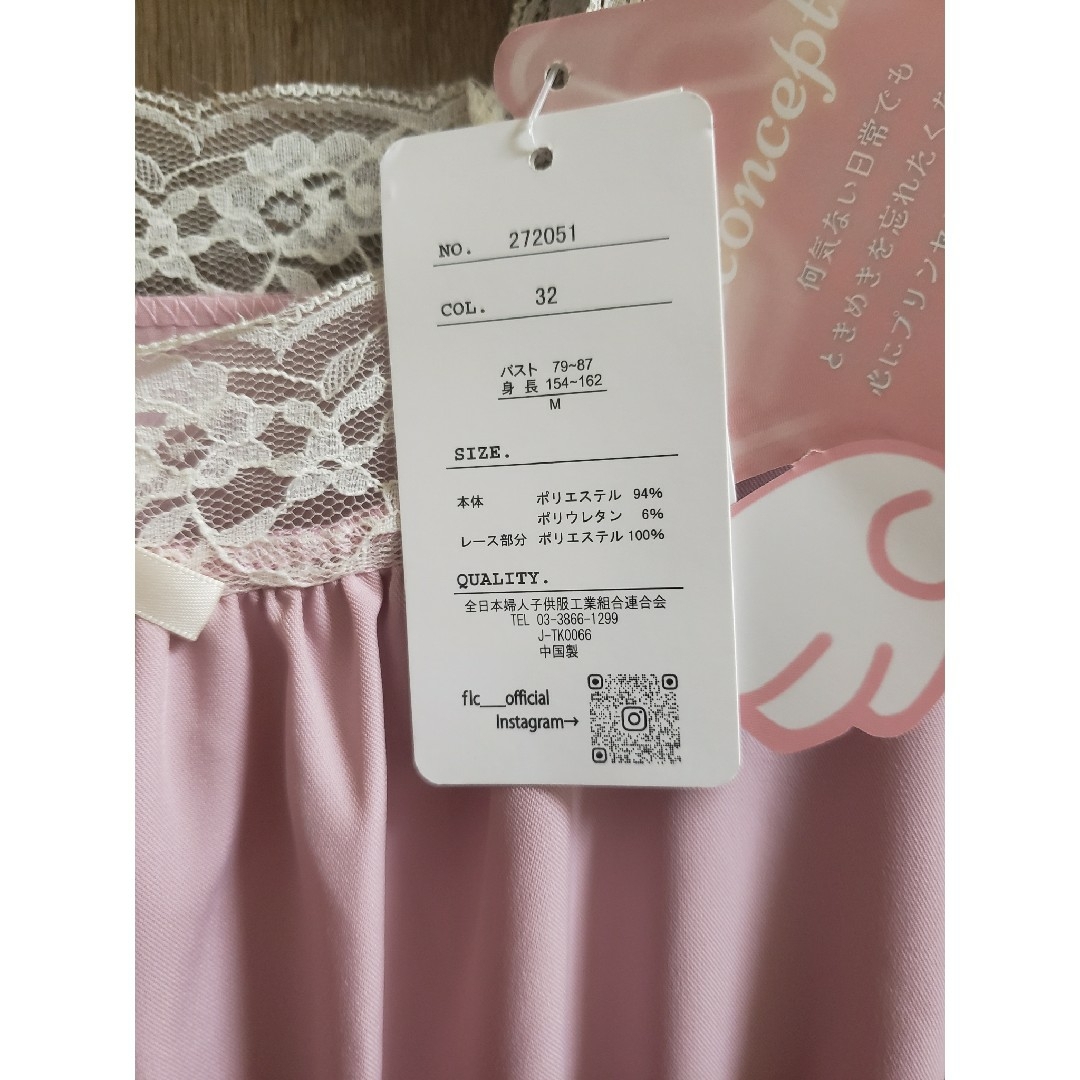 NO. 272051
COL. 32
バスト 79~87
身長 154~162
M
SIZE.
本体 ポリエステル 94%
ポリウレタン 6%
レース部分 ポリエステル 100%
QUALITY.
全日本婦人子供服工業組合連合会
TEL 03-3866-1299
J-TK0066
中国製
flc___official
Instagram→
concept
何気ない日常でも
ときめきを忘れたくな
心にプリンセ